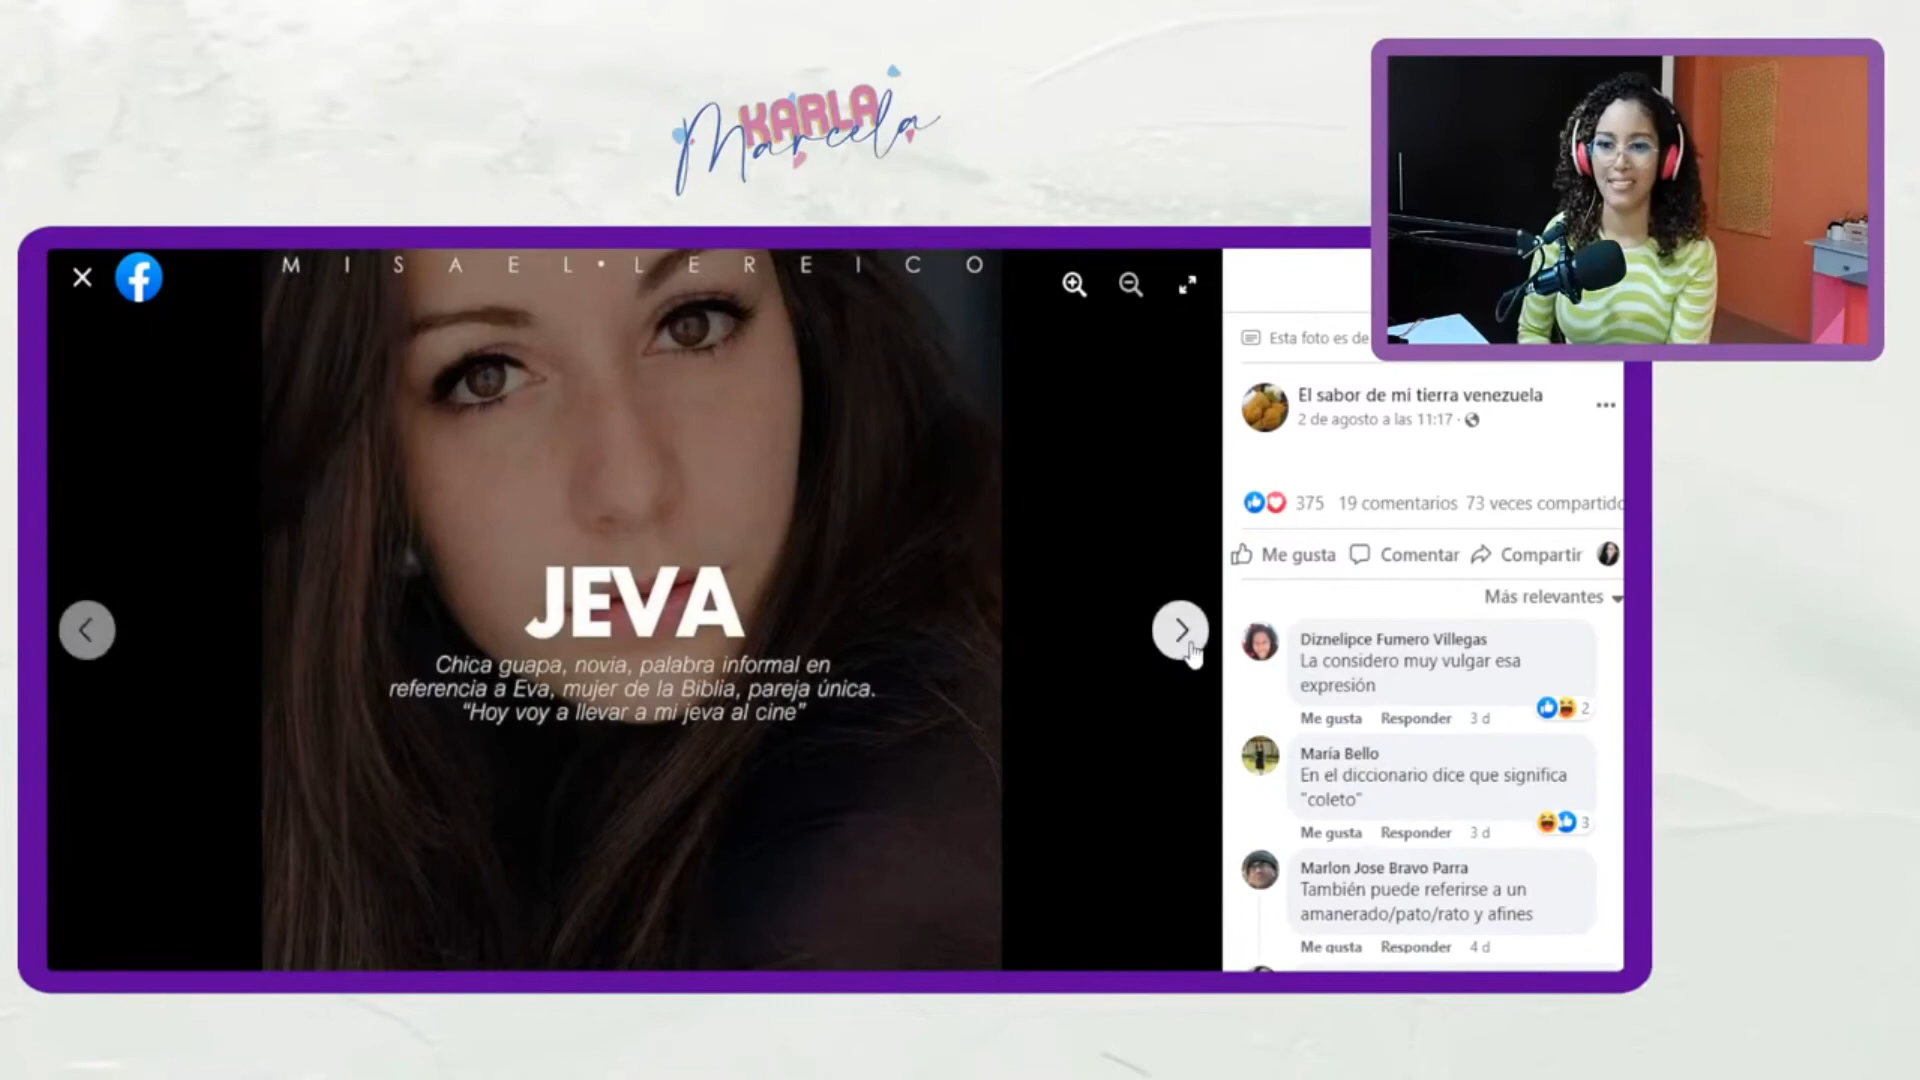 KARLA
Marcela
MISAEL•LEREICO
JEVA
Chica guapa, novia, palabra informal en
referencia a Eva, mujer de la Biblia, pareja única.
“Hoy voy a llevar a mi jeva al cine”
Esta foto es de
El sabor de mi tierra venezuela
2 de agosto a las 11:17 ·
375 19 comentarios 73 veces compartido
Me gusta Comentar Compartir
Más relevantes
Diznelipce Fumero Villegas
La considero muy vulgar esa
expresión
2
Me gusta Responder 3 d
María Bello
En el diccionario dice que significa
"coleto"
3
Me gusta Responder 3 d
Marlon Jose Bravo Parra
También puede referirse a un
amanerado/pato/rato y afines
Me gusta Responder 4 d